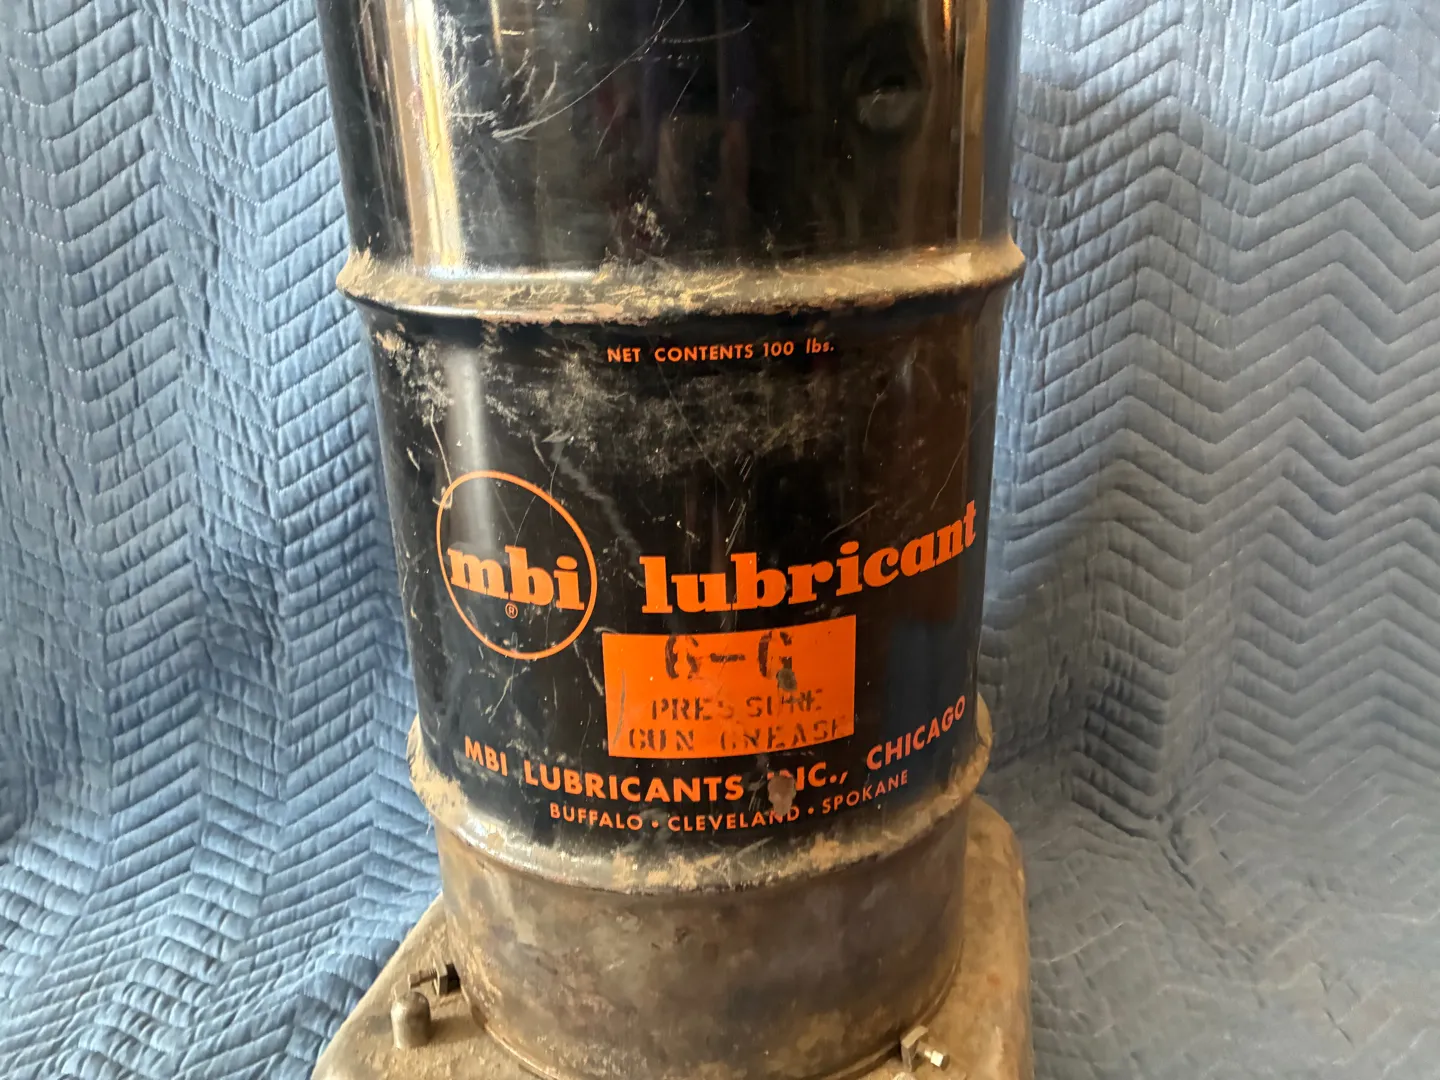 NET CONTENTS 100 lbs.
mbi
®
lubricant
G-G
PRESSURE
GUN GREASE
MBI LUBRICANTS INC., CHICAGO
BUFFALO • CLEVELAND • SPOKANE